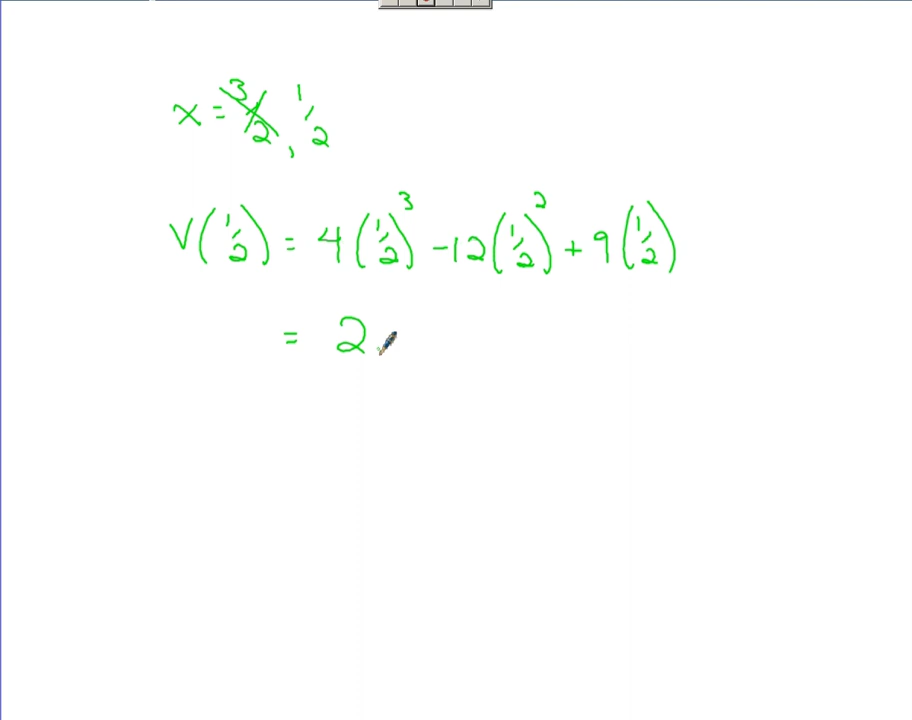 x = 3/2, 1/2
V(1/2) = 4(1/2)³ - 12(1/2)² + 9(1/2)
= 2